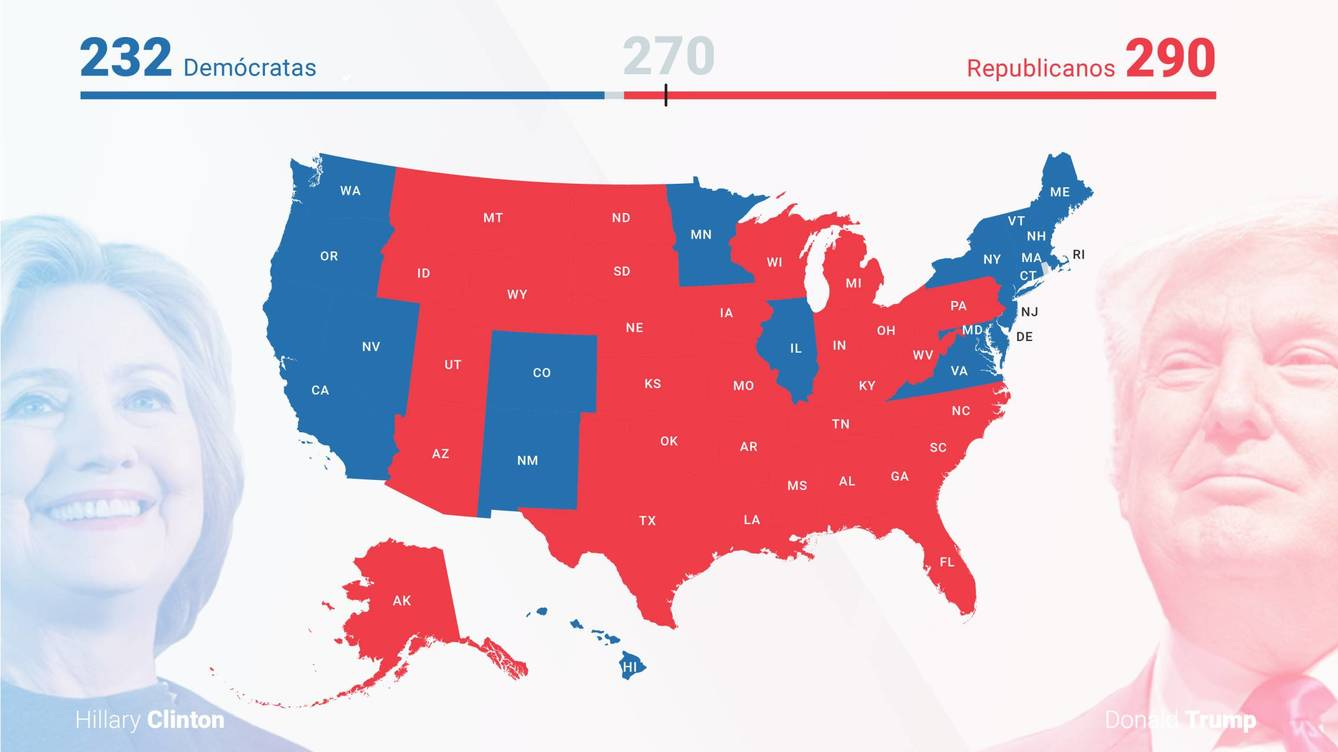 232 Demócratas
270
Republicanos 290
WA
MT
ND
MN
ME
VT
NH
OR
ID
SD
WI
MI
NY
MA
RI
CT
WY
NV
UT
CO
NE
IA
IL
IN
OH
PA
NJ
MD
DE
WV
VA
CA
KS
MO
KY
AZ
NM
OK
AR
TN
NC
SC
MS
AL
GA
TX
LA
FL
AK
HI
Hillary Clinton
Donald Trump